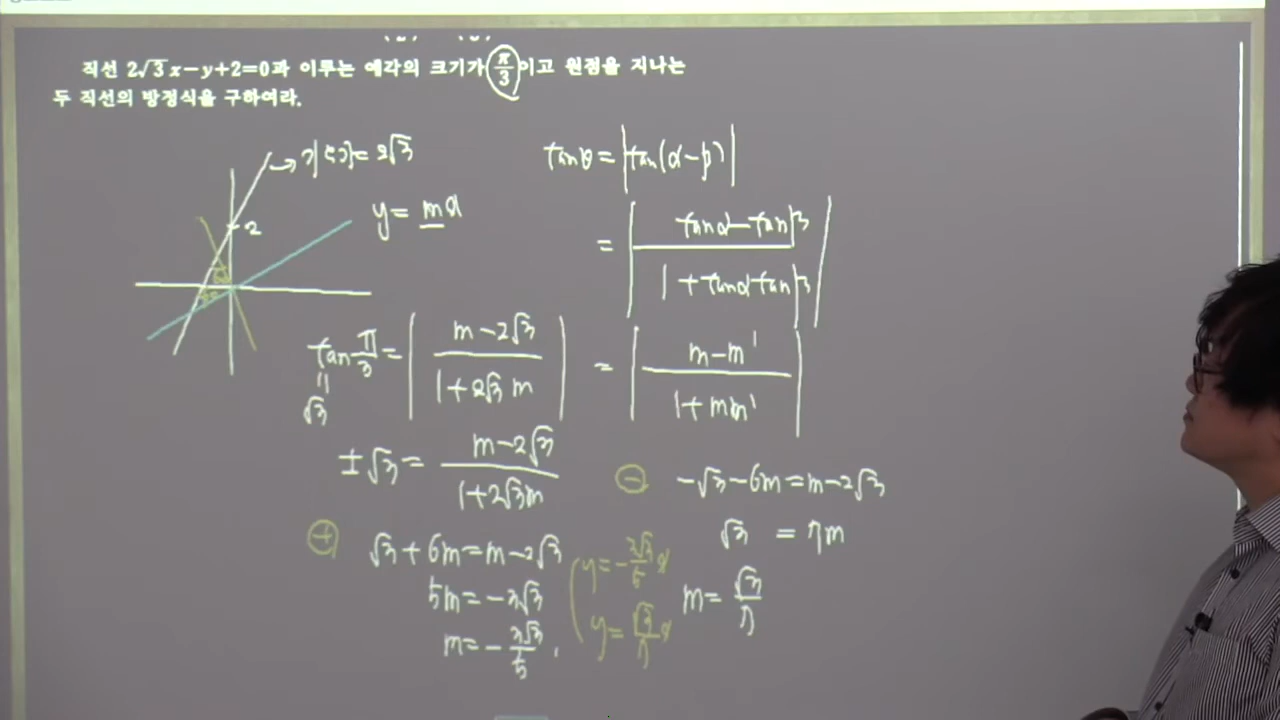 직선 2√3x-y+2=0과 이루는 예각의 크기가 π/3이고 원점을 지나는
두 직선의 방정식을 구하여라.
→ 기울기 = 2√3
2
y = mx
tanθ = |tan(α-β)|
= |(tanα-tanβ)/(1+tanα tanβ)|
tan π/3 = |(m-2√3)/(1+2√3 m)| = |(m-m')/(1+mm')|
√3
±√3 = (m-2√3)/(1+2√3m)
⊕ √3+6m=m-2√3
5m=-3√3
m=-3√3/5
⊖ -√3-6m=m-2√3
√3 = 7m
m=√3/7
y=-3√3/5 x
y=√3/7 x